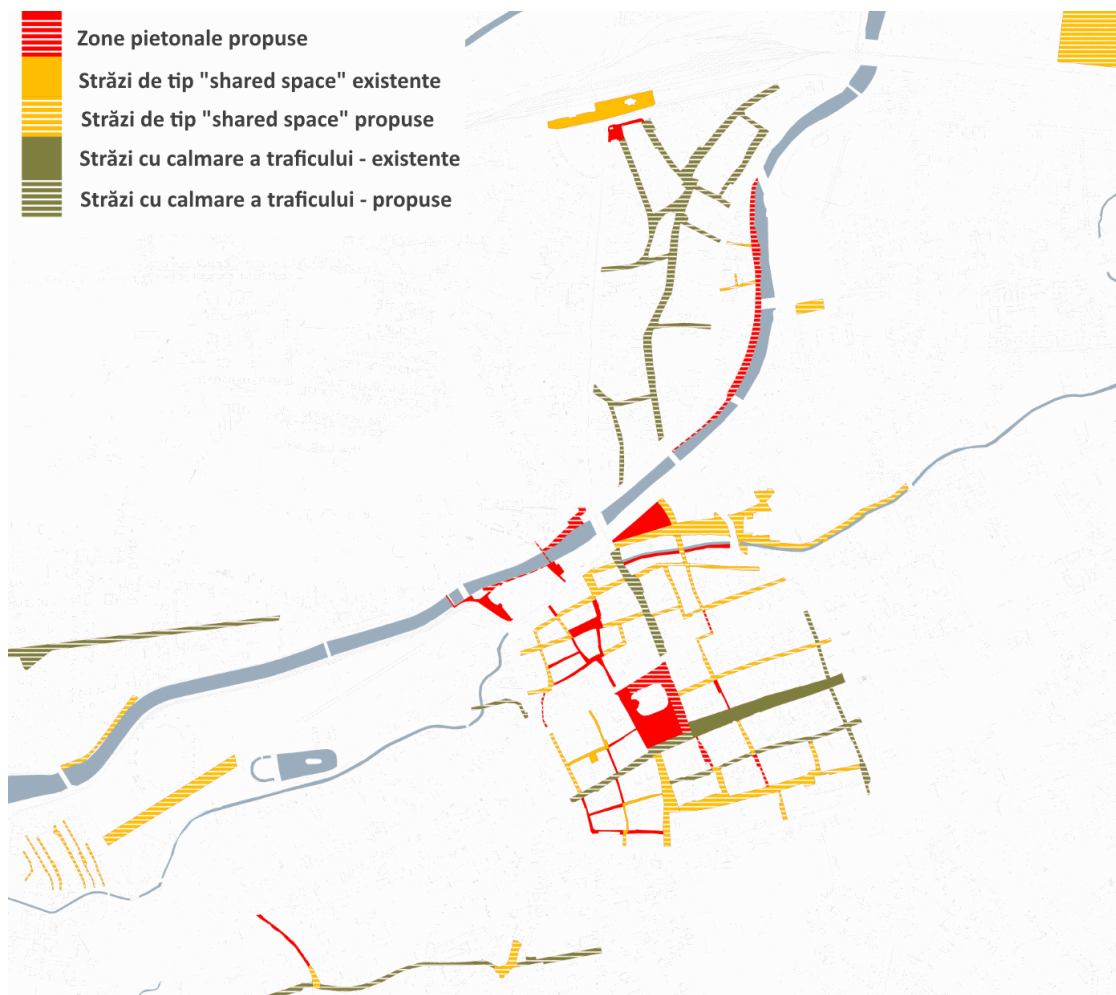 Zone pietonale propuse
Străzi de tip "shared space" existente
Străzi de tip "shared space" propuse
Străzi cu calmare a traficului - existente
Străzi cu calmare a traficului - propuse